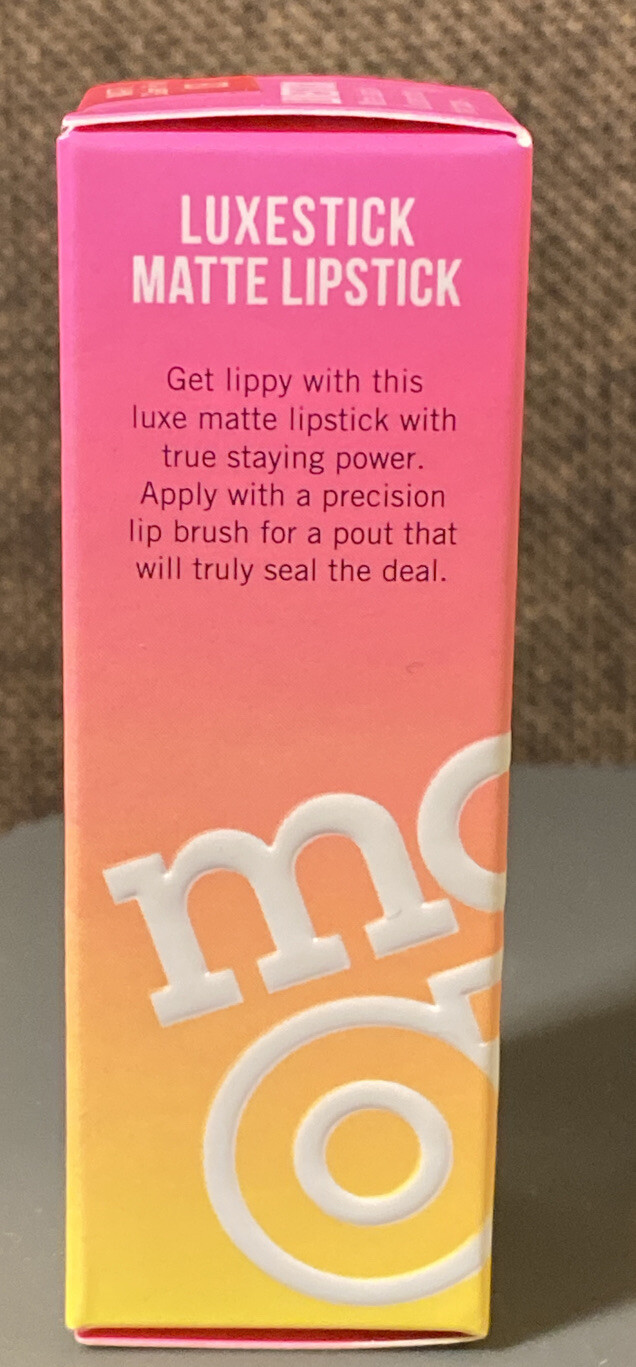 LUXESTICK
MATTE LIPSTICK
Get lippy with this
luxe matte lipstick with
true staying power.
Apply with a precision
lip brush for a pout that
will truly seal the deal.
mo